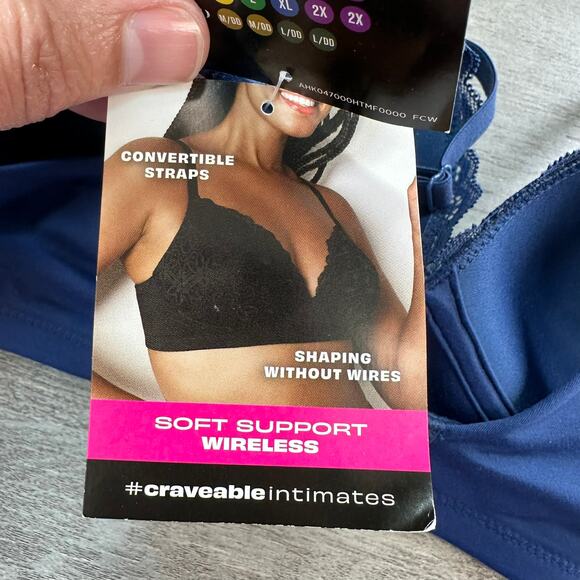 L XL 2X 2X
M/DD M/DD L/DD L/DD
AHK047000HTMF0000 FCW
CONVERTIBLE
STRAPS
SHAPING
WITHOUT WIRES
SOFT SUPPORT
WIRELESS
#craveableintimates